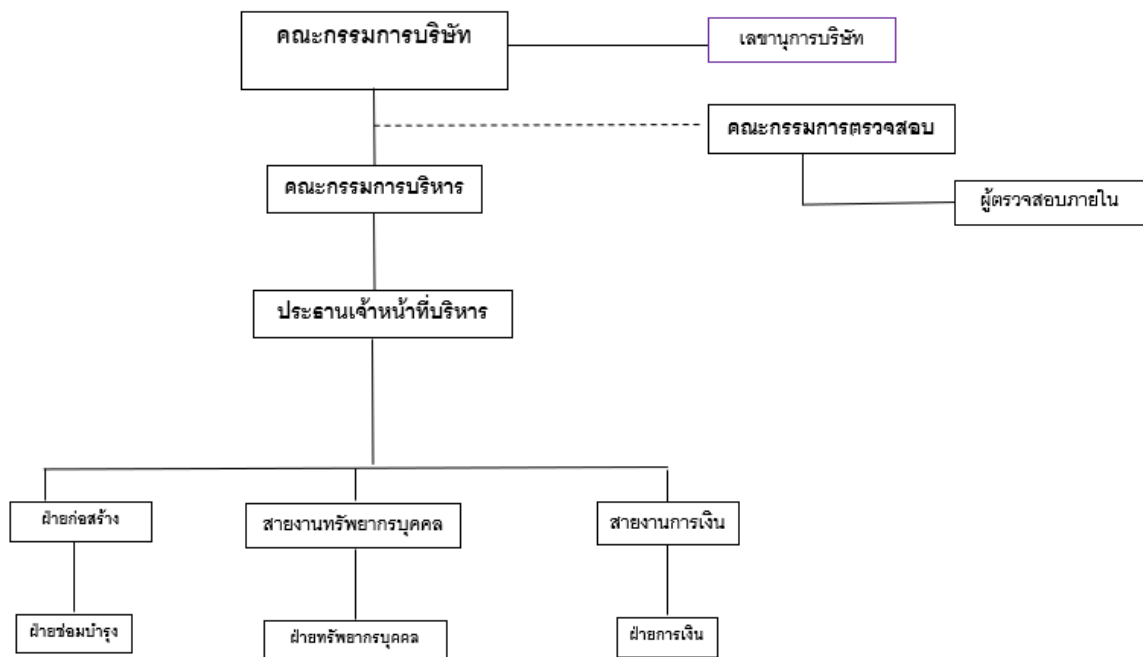 คณะกรรมการบริษัท
เลขานุการบริษัท
คณะกรรมการตรวจสอบ
คณะกรรมการบริหาร
ผู้ตรวจสอบภายใน
ประธานเจ้าหน้าที่บริหาร
ฝ่ายก่อสร้าง
สายงานทรัพยากรบุคคล
สายงานการเงิน
ฝ่ายซ่อมบำรุง
ฝ่ายทรัพยากรบุคคล
ฝ่ายการเงิน